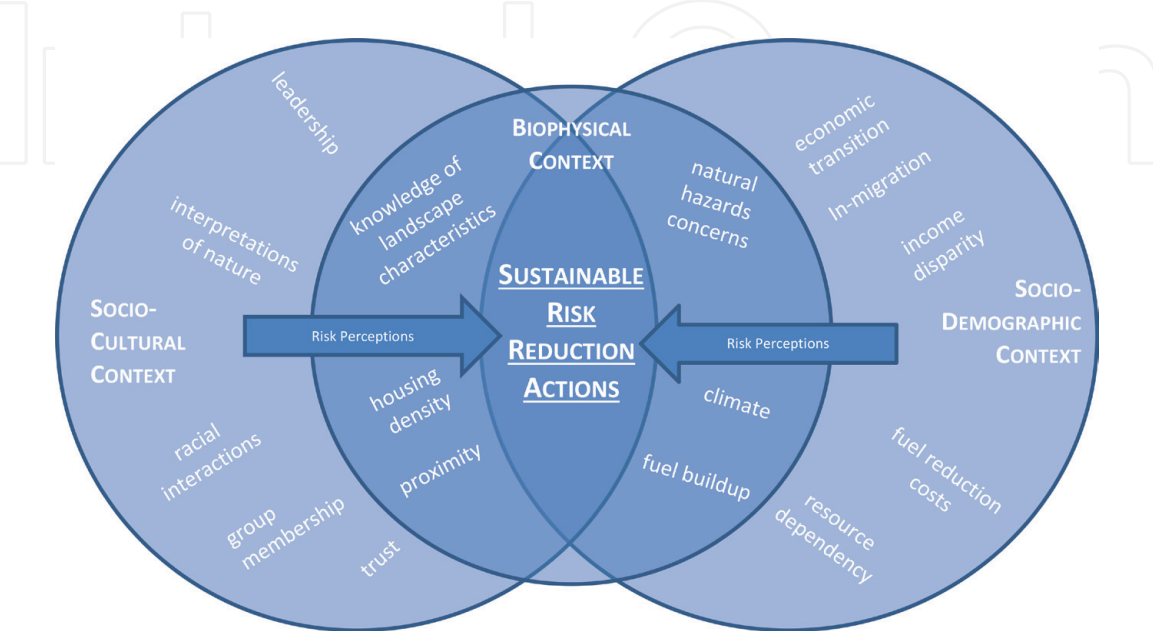 leadership
interpretations
of nature
SOCIO-
CULTURAL
CONTEXT
racial
interactions
group
membership
trust
knowledge of
landscape
characteristics
Risk Perceptions
housing
density
proximity
BIOPHYSICAL
CONTEXT
SUSTAINABLE
RISK
REDUCTION
ACTIONS
natural
hazards
concerns
Risk Perceptions
climate
fuel buildup
economic
transition
In-migration
income
disparity
SOCIO-
DEMOGRAPHIC
CONTEXT
fuel reduction
costs
resource
dependency